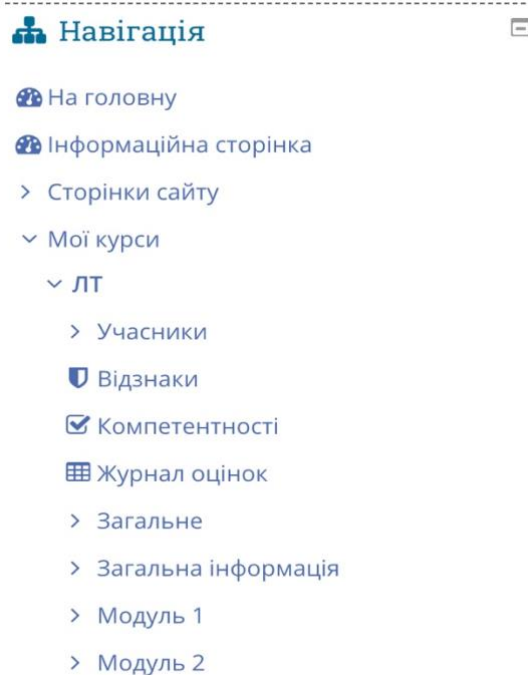 Навігація
На головну
Інформаційна сторінка
Сторінки сайту
Мої курси
ЛТ
Учасники
Відзнаки
Компетентності
Журнал оцінок
Загальне
Загальна інформація
Модуль 1
Модуль 2